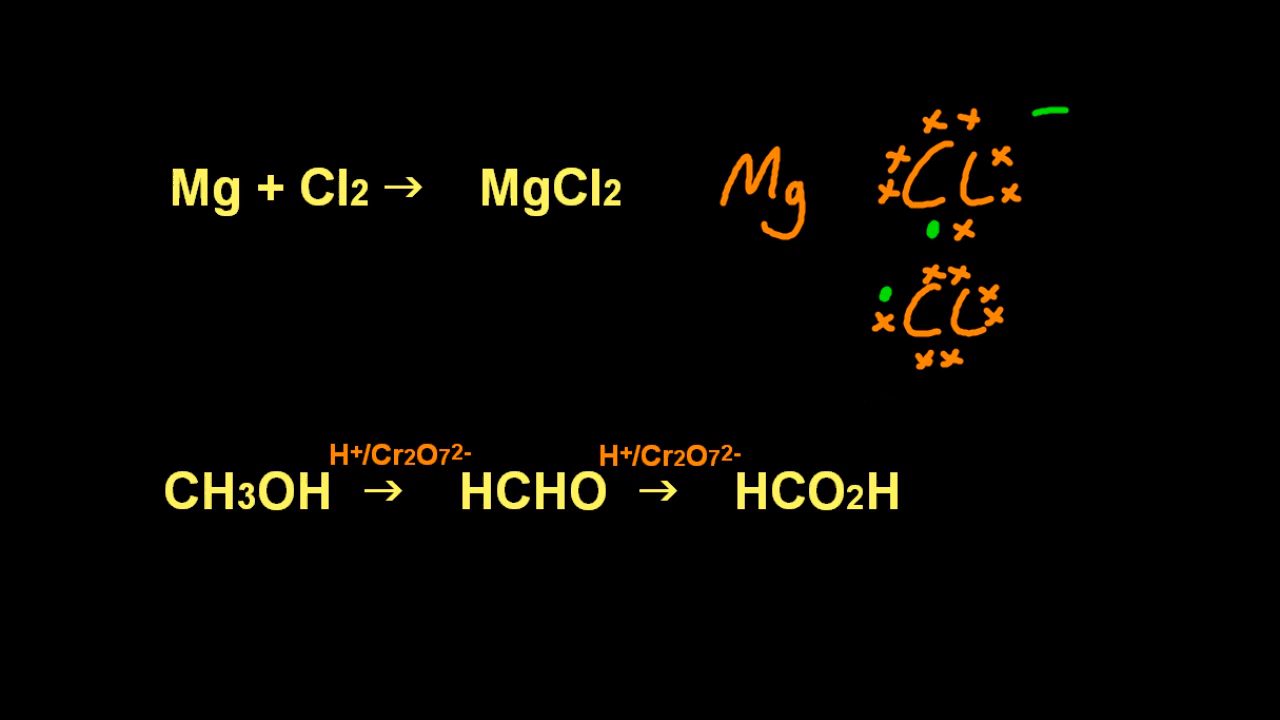 Mg + Cl2 → MgCl2 Mg Cl −
Cl
H+/Cr2O72- H+/Cr2O72-
CH3OH → HCHO → HCO2H